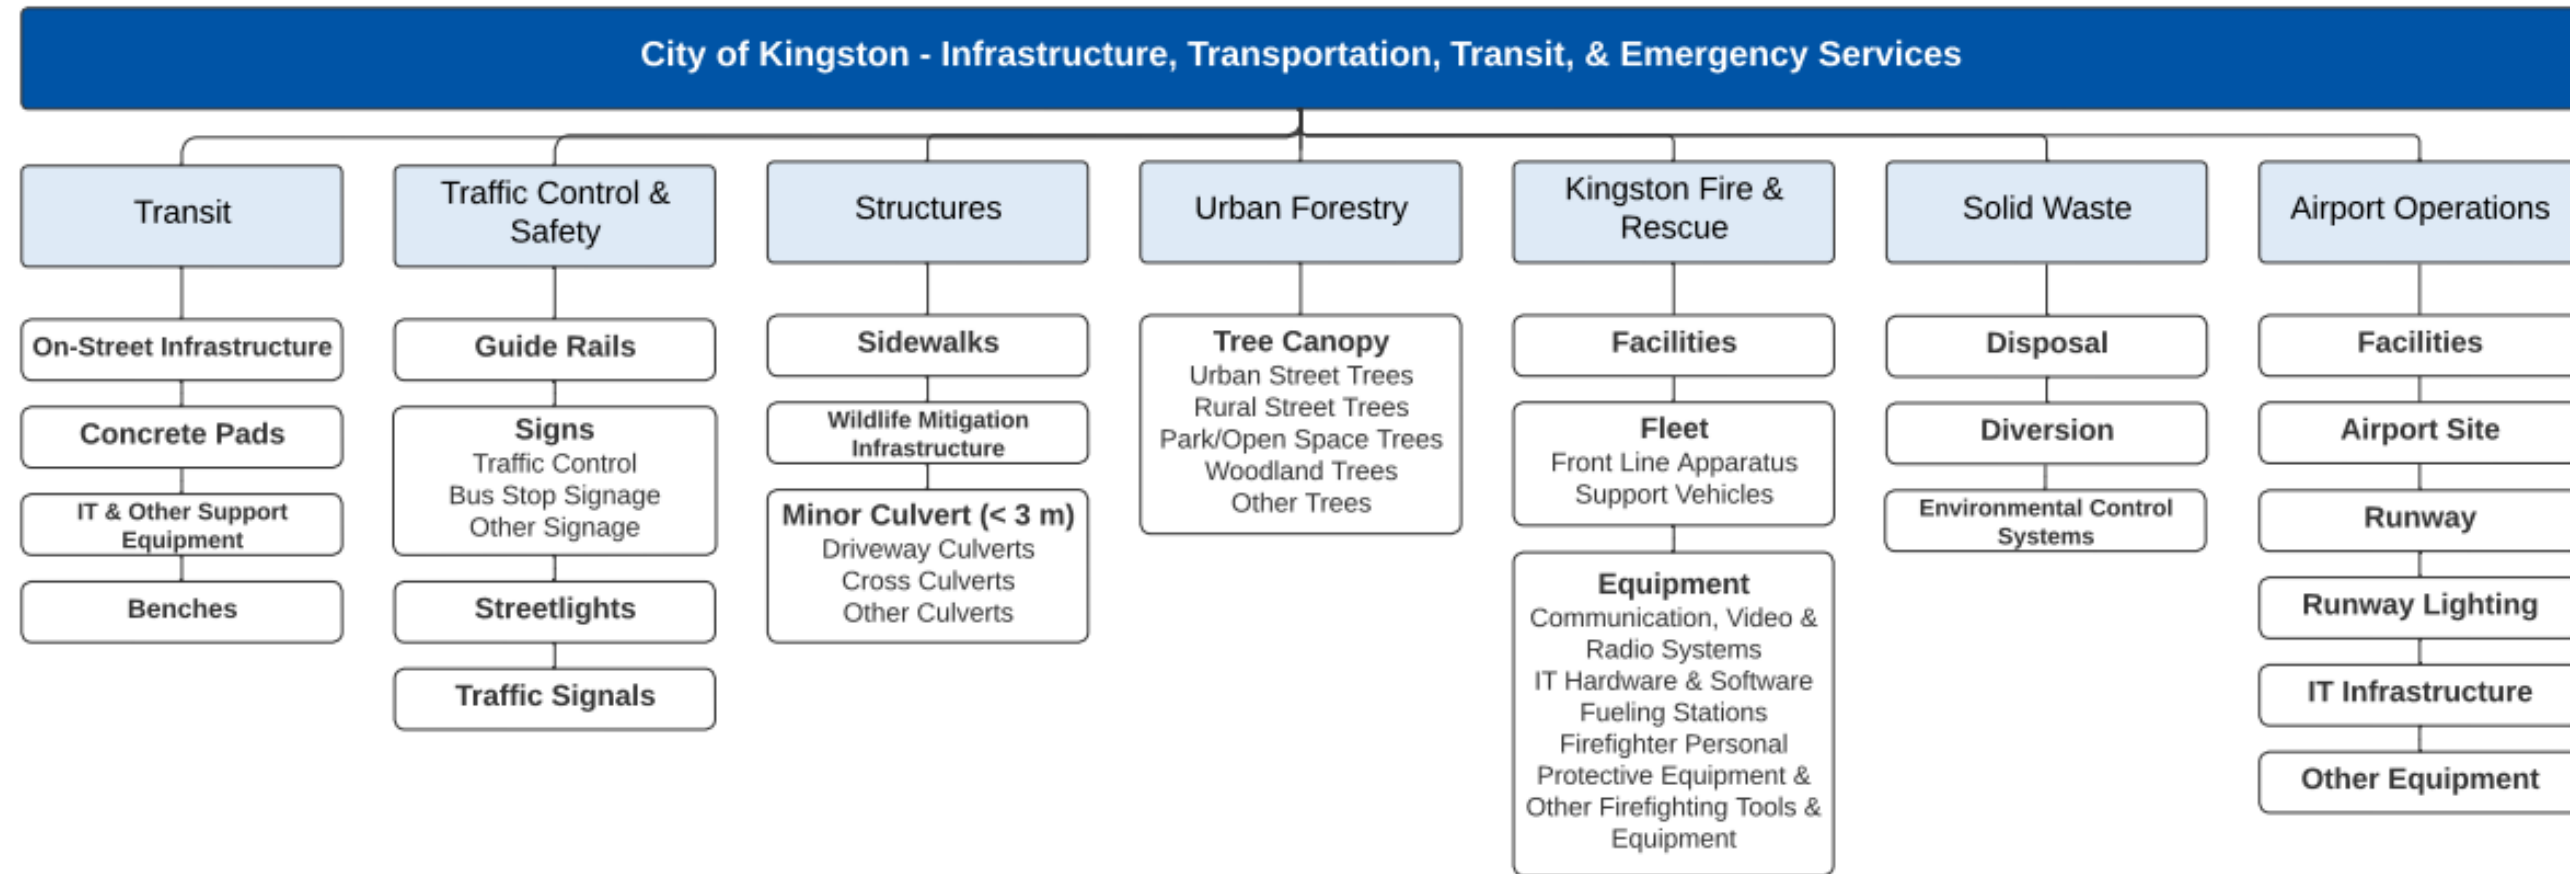 City of Kingston - Infrastructure, Transportation, Transit, & Emergency Services
Transit
On-Street Infrastructure
Concrete Pads
IT & Other Support
Equipment
Benches
Traffic Control &
Safety
Guide Rails
Signs
Traffic Control
Bus Stop Signage
Other Signage
Streetlights
Traffic Signals
Structures
Sidewalks
Wildlife Mitigation
Infrastructure
Minor Culvert (< 3 m)
Driveway Culverts
Cross Culverts
Other Culverts
Urban Forestry
Tree Canopy
Urban Street Trees
Rural Street Trees
Park/Open Space Trees
Woodland Trees
Other Trees
Kingston Fire &
Rescue
Facilities
Fleet
Front Line Apparatus
Support Vehicles
Equipment
Communication, Video &
Radio Systems
IT Hardware & Software
Fueling Stations
Firefighter Personal
Protective Equipment &
Other Firefighting Tools &
Equipment
Solid Waste
Disposal
Diversion
Environmental Control
Systems
Airport Operations
Facilities
Airport Site
Runway
Runway Lighting
IT Infrastructure
Other Equipment